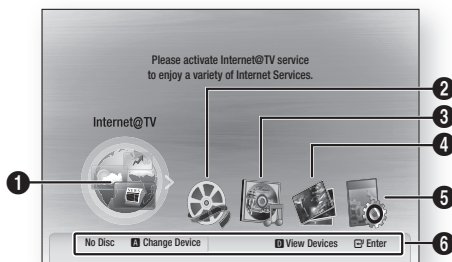 Please activate Internet@TV service
to enjoy a variety of Internet Services.
Internet@TV
1
2
3
4
5
6
No Disc A Change Device D View Devices Enter